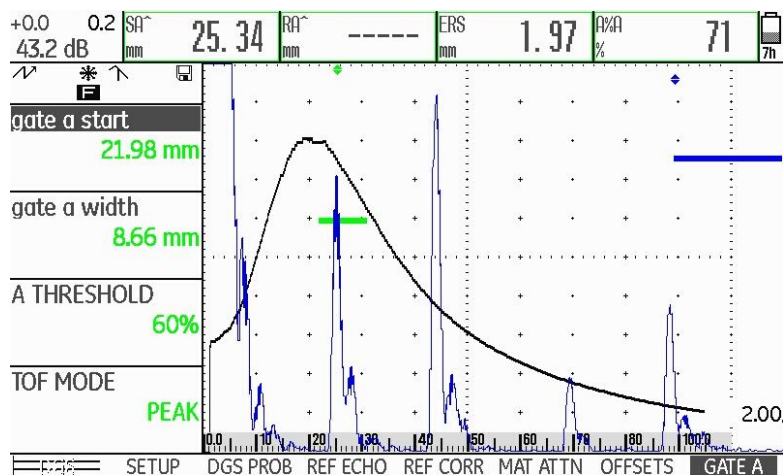 +0.0 0.2 SA^ RA^ ERS A%A
43.2 dB mm 25.34 mm ----- mm 1.97 % 71 7h
F
gate a start
21.98 mm
gate a width
8.66 mm
A THRESHOLD
60%
TOF MODE
PEAK
2.00
0.0 10 20 30 40 50 60 70 80 100.0
DGS SETUP DGS PROB REF ECHO REF CORR MAT ATTN OFFSETS GATE A